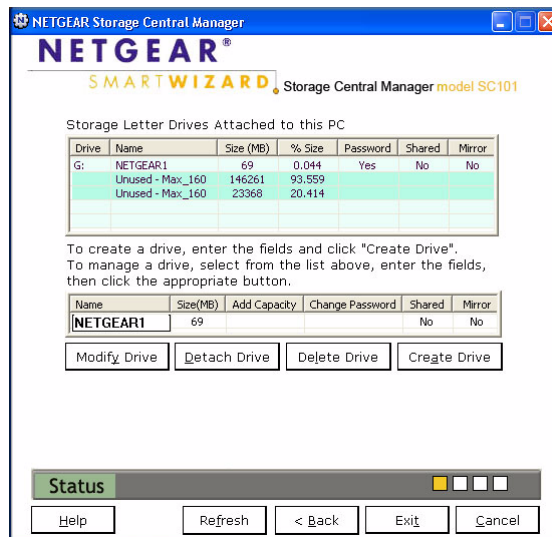 NETGEAR Storage Central Manager
NETGEAR®
SMARTWIZARD Storage Central Manager model SC101
Storage Letter Drives Attached to this PC
Drive Name Size (MB) % Size Password Shared Mirror
G: NETGEAR1 69 0.044 Yes No No
Unused - Max_160 146261 93.559
Unused - Max_160 23368 20.414
To create a drive, enter the fields and click "Create Drive".
To manage a drive, select from the list above, enter the fields,
then click the appropriate button.
Name Size(MB) Add Capacity Change Password Shared Mirror
NETGEAR1 69 No No
Modify Drive Detach Drive Delete Drive Create Drive
Status
Help Refresh < Back Exit Cancel